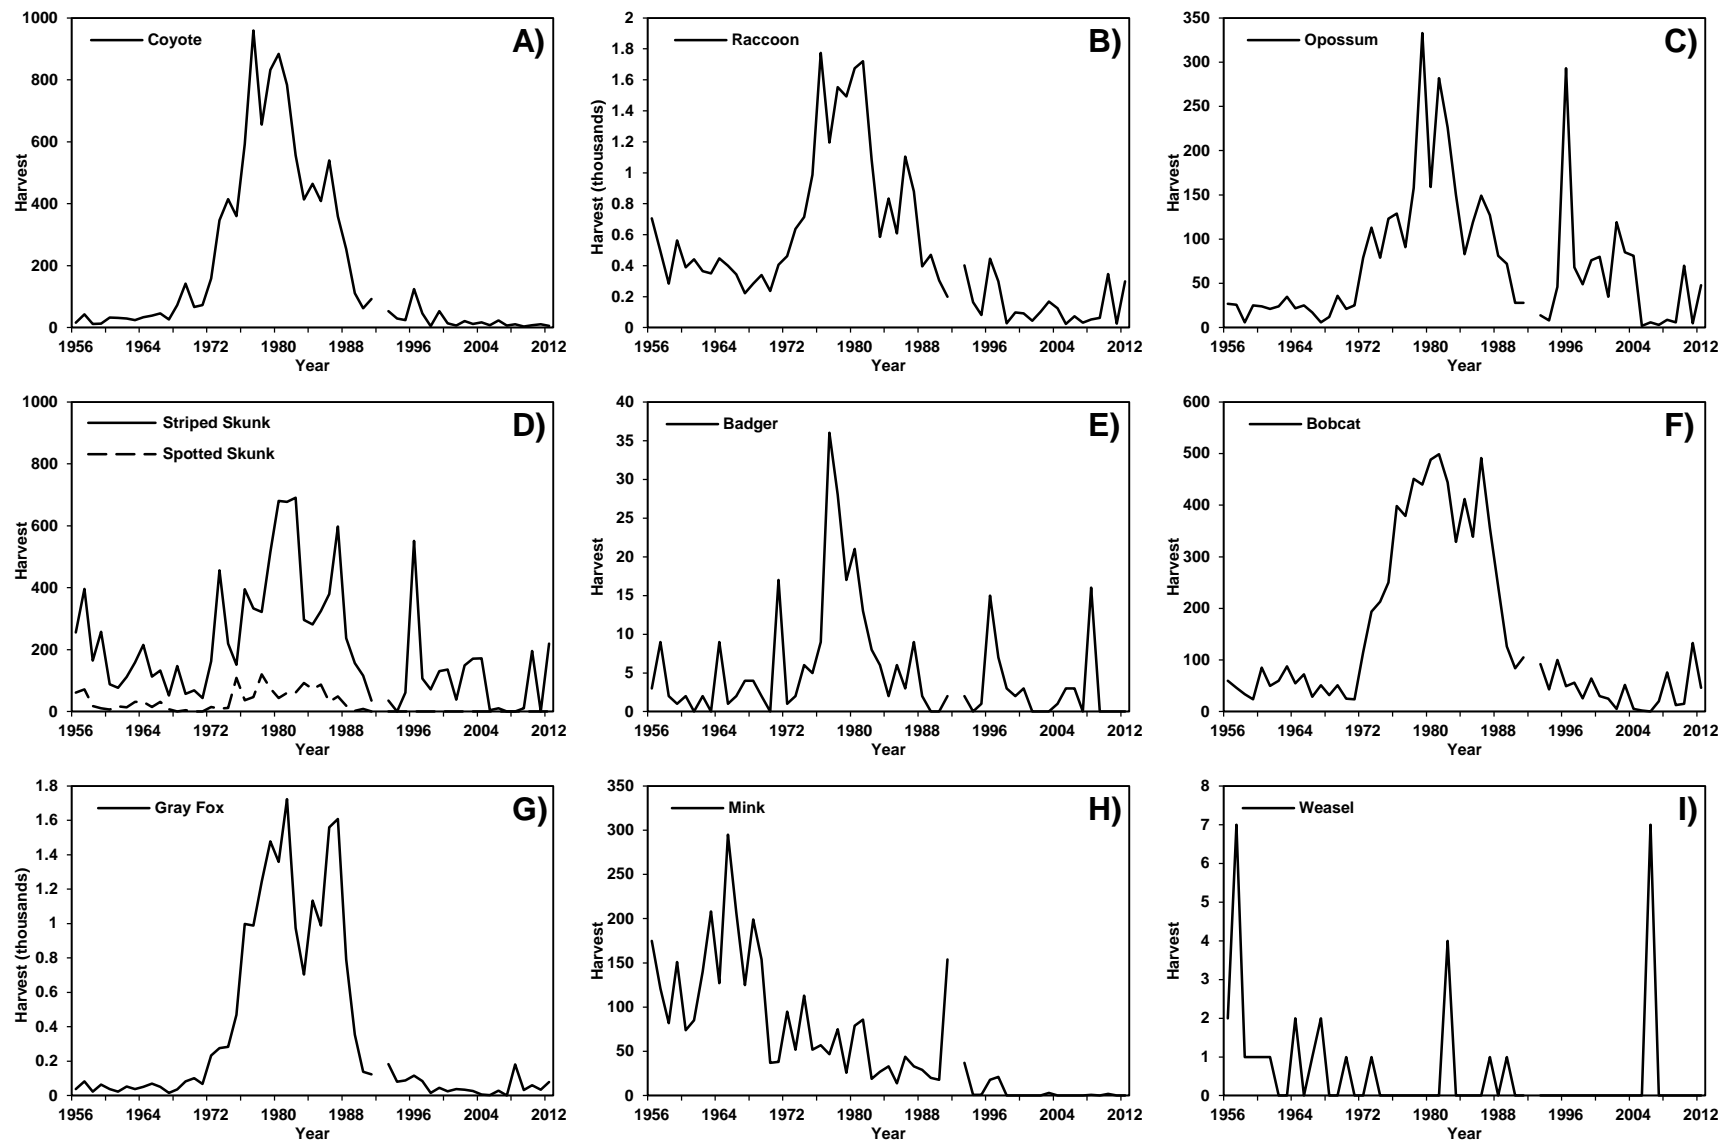 A)
Coyote
1000
800
600
400
200
0
Harvest
1956 1964 1972 1980 1988 1996 2004 2012
Year
B)
Raccoon
2
1.8
1.6
1.4
1.2
1
0.8
0.6
0.4
0.2
0
Harvest (thousands)
1956 1964 1972 1980 1988 1996 2004 2012
Year
C)
Opossum
350
300
250
200
150
100
50
0
Harvest
1956 1964 1972 1980 1988 1996 2004 2012
Year
D)
Striped Skunk
Spotted Skunk
1000
800
600
400
200
0
Harvest
1956 1964 1972 1980 1988 1996 2004 2012
Year
E)
Badger
40
35
30
25
20
15
10
5
0
Harvest
1956 1964 1972 1980 1988 1996 2004 2012
Year
F)
Bobcat
600
500
400
300
200
100
0
Harvest
1956 1964 1972 1980 1988 1996 2004 2012
Year
G)
Gray Fox
1.8
1.6
1.4
1.2
1
0.8
0.6
0.4
0.2
0
Harvest (thousands)
1956 1964 1972 1980 1988 1996 2004 2012
Year
H)
Mink
350
300
250
200
150
100
50
0
Harvest
1956 1964 1972 1980 1988 1996 2004 2012
Year
I)
Weasel
8
7
6
5
4
3
2
1
0
Harvest
1956 1964 1972 1980 1988 1996 2004 2012
Year